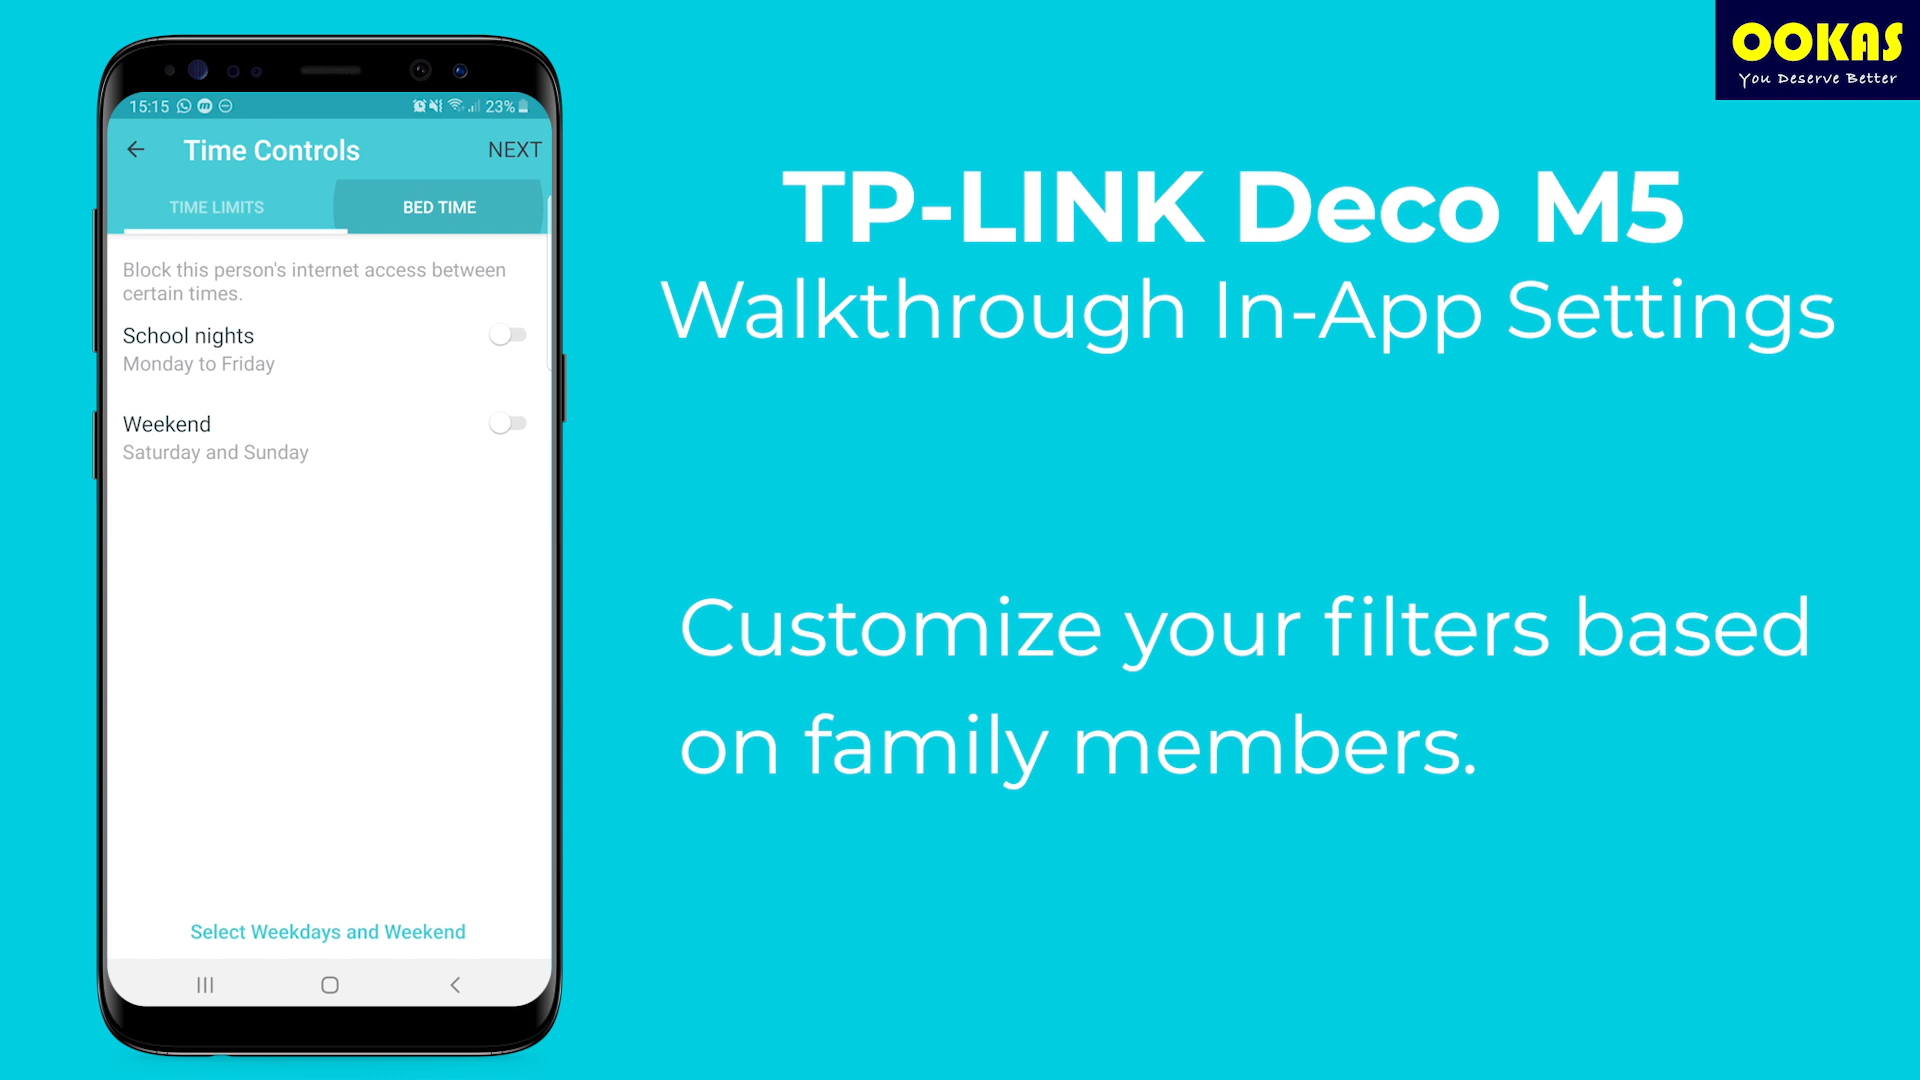 OOKAS
You Deserve Better
15:15
23%
Time Controls
NEXT
TIME LIMITS
BED TIME
Block this person's internet access between
certain times.
School nights
Monday to Friday
Weekend
Saturday and Sunday
Select Weekdays and Weekend
TP-LINK Deco M5
Walkthrough In-App Settings
Customize your filters based
on family members.